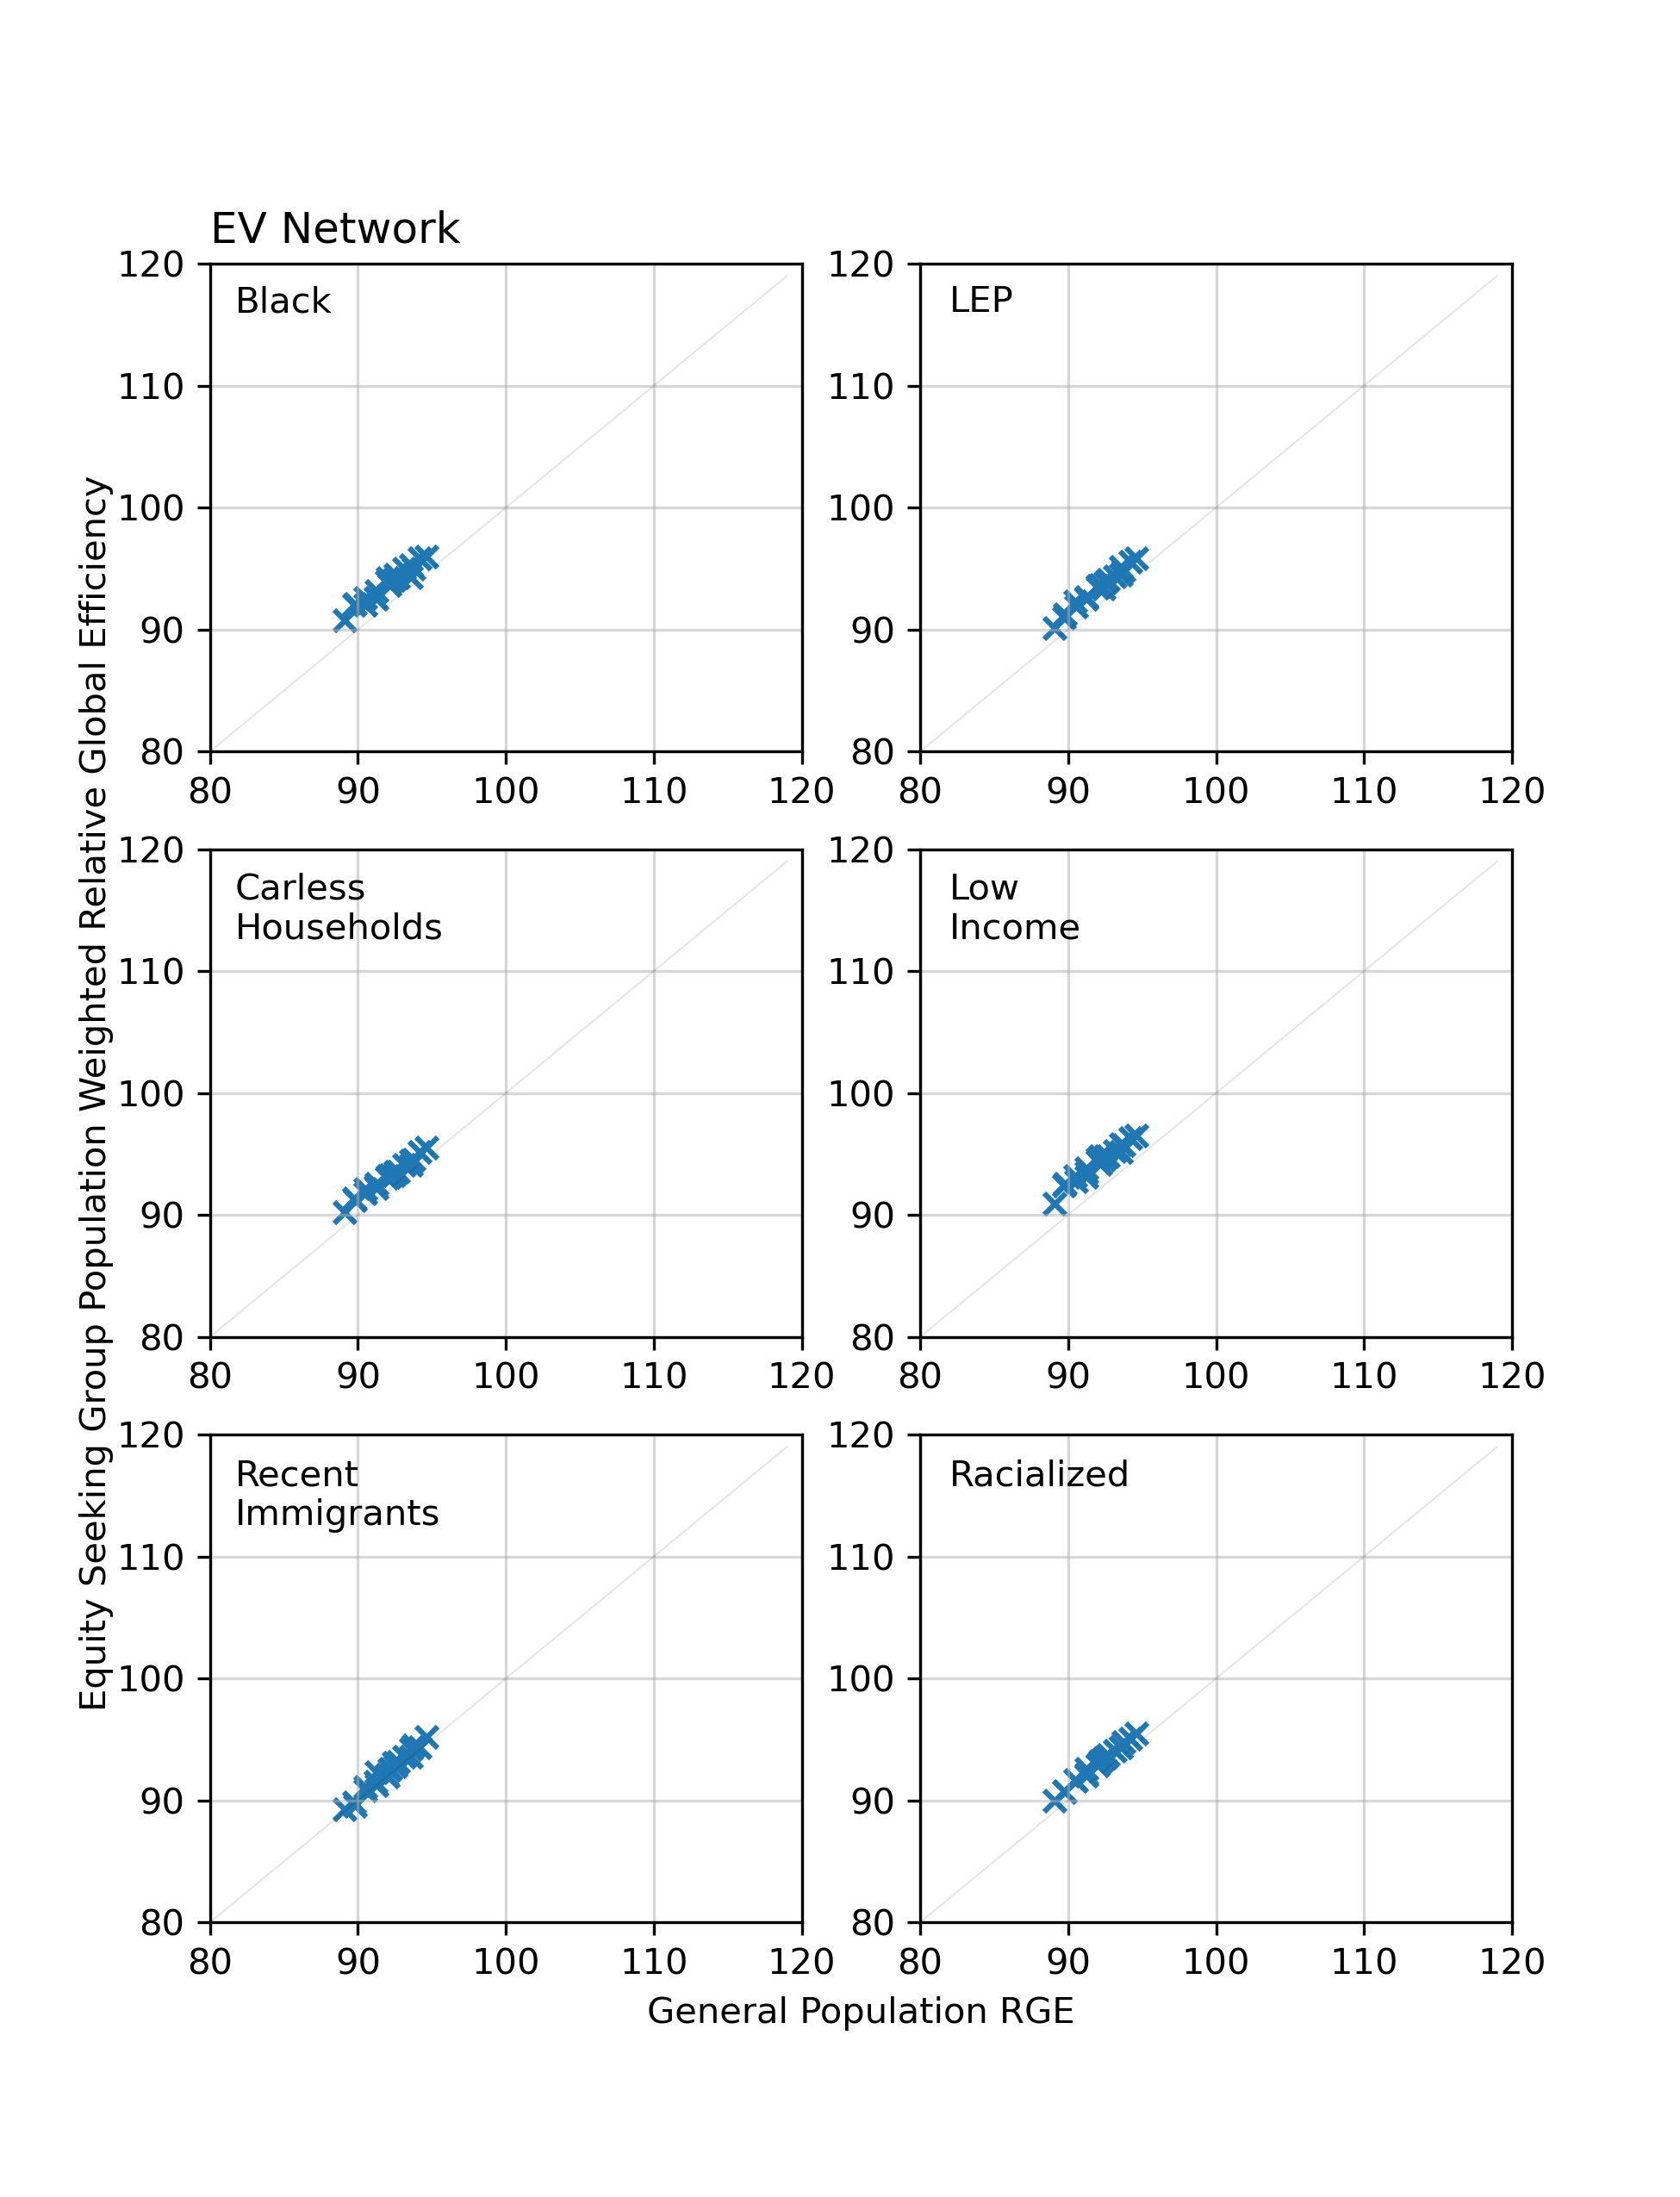 EV Network
Equity Seeking Group Population Weighted Relative Global Efficiency
120
110
100
90
80
Black
80 90 100 110 120
120
110
100
90
80
LEP
80 90 100 110 120
120
110
100
90
80
Carless
Households
80 90 100 110 120
120
110
100
90
80
Low
Income
80 90 100 110 120
120
110
100
90
80
Recent
Immigrants
80 90 100 110 120
120
110
100
90
80
Racialized
80 90 100 110 120
General Population RGE